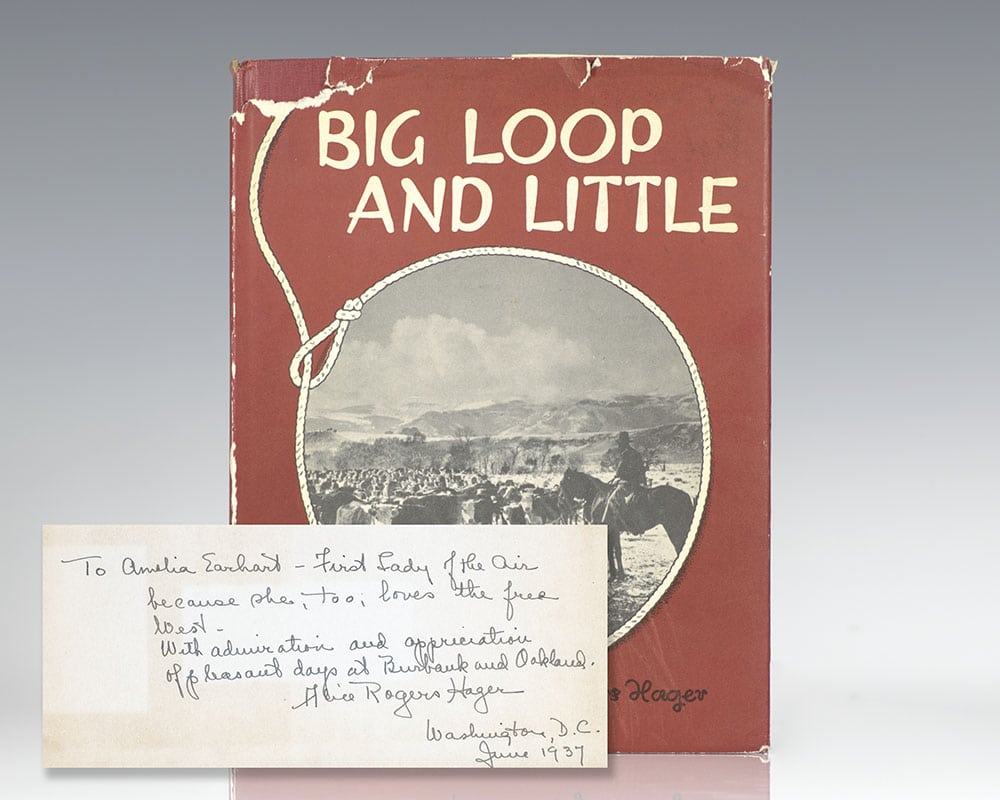 BIG LOOP
AND LITTLE
To Amelia Earhart – First Lady of the Air
because she, too, loves the free
West –
With admiration and appreciation
of pleasant days at Burbank and Oakland.
Alice Rogers Hager
Washington, D.C.
June 1937
Hager